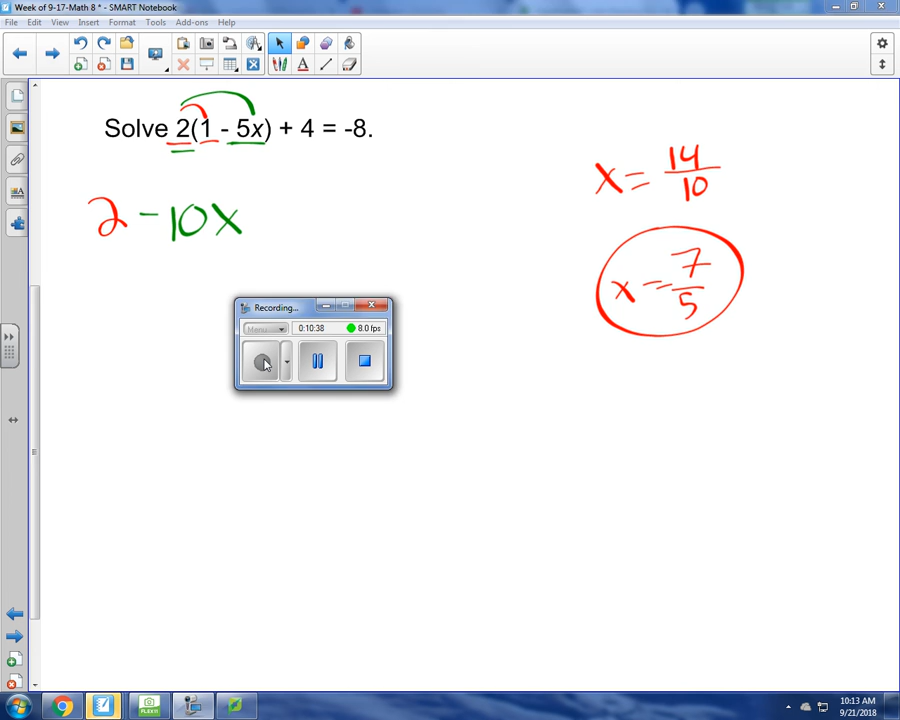 Week of 9-17-Math 8 * - SMART Notebook
File Edit View Insert Format Tools Add-ons Help
Solve 2(1 - 5x) + 4 = -8.
2 - 10x
x = 14/10
x = 7/5
Recording...
Menu 0:10:38 8.0 fps
10:13 AM
9/21/2018